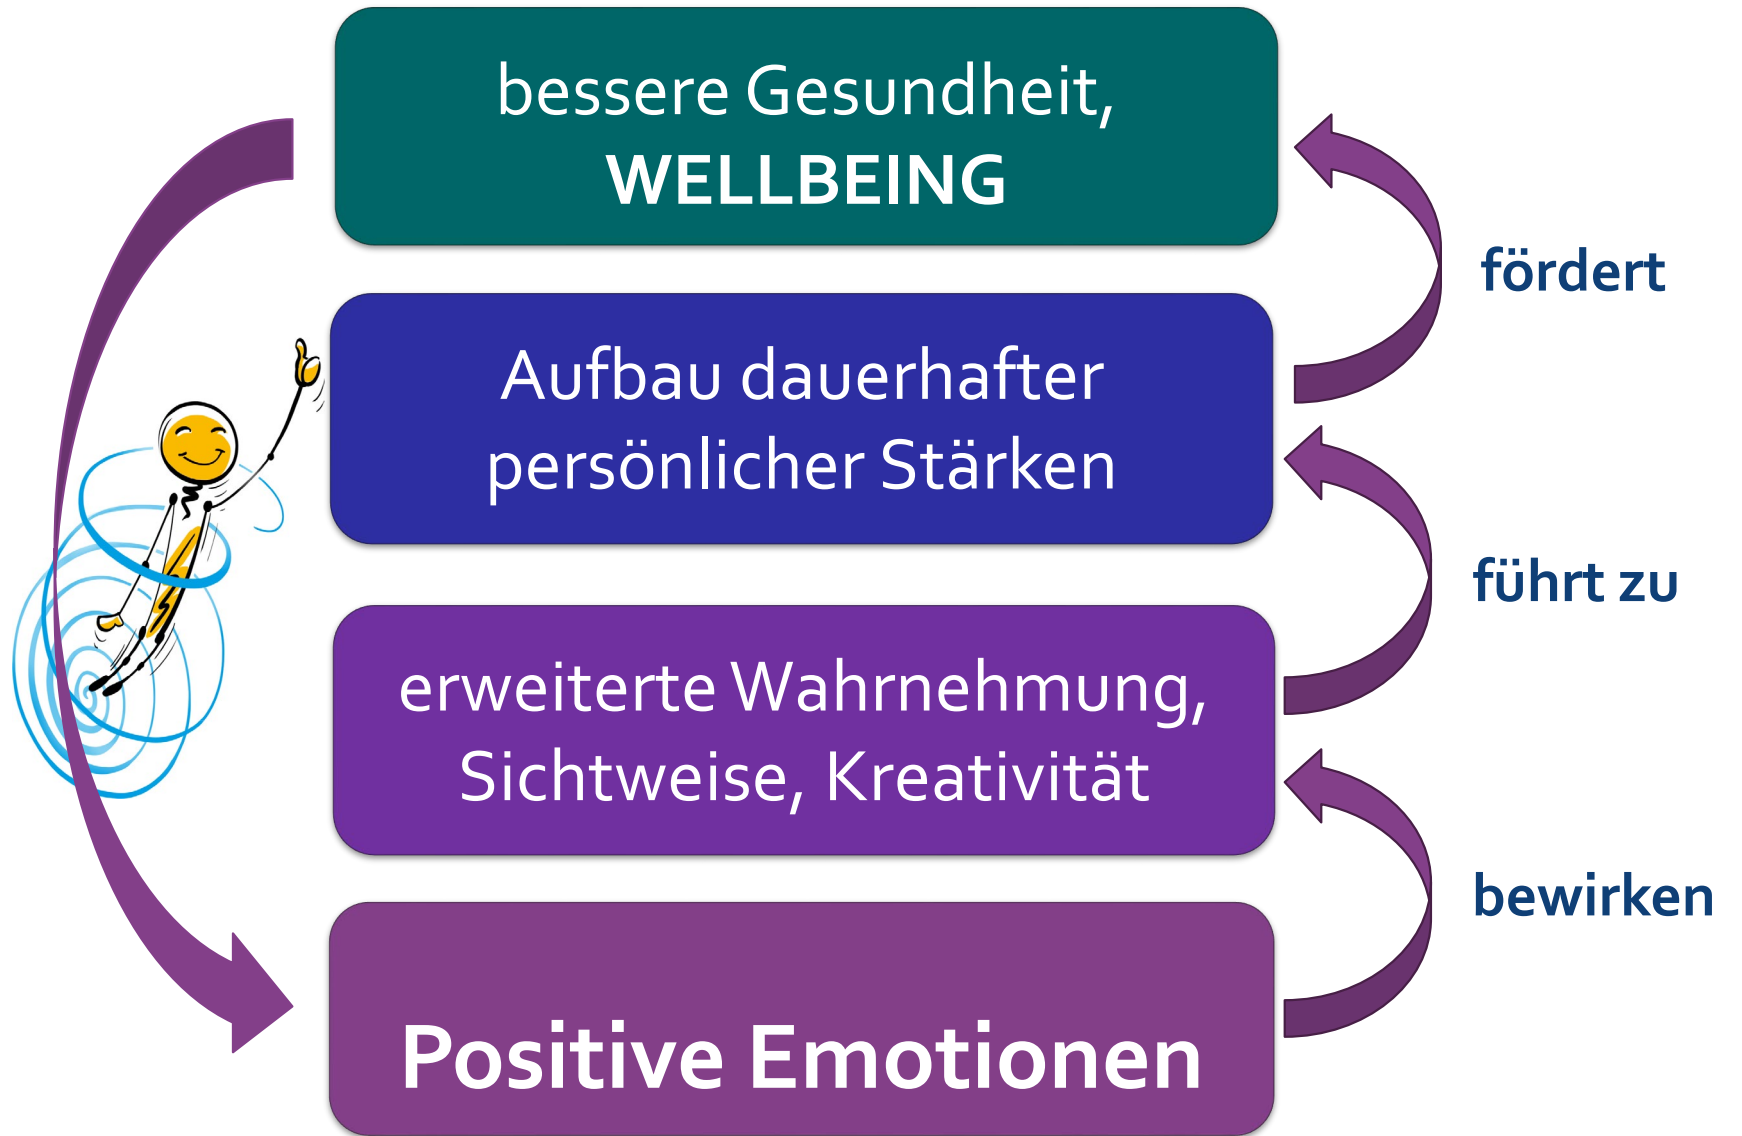 bessere Gesundheit,
WELLBEING
fördert
Aufbau dauerhafter
persönlicher Stärken
führt zu
erweiterte Wahrnehmung,
Sichtweise, Kreativität
bewirken
Positive Emotionen